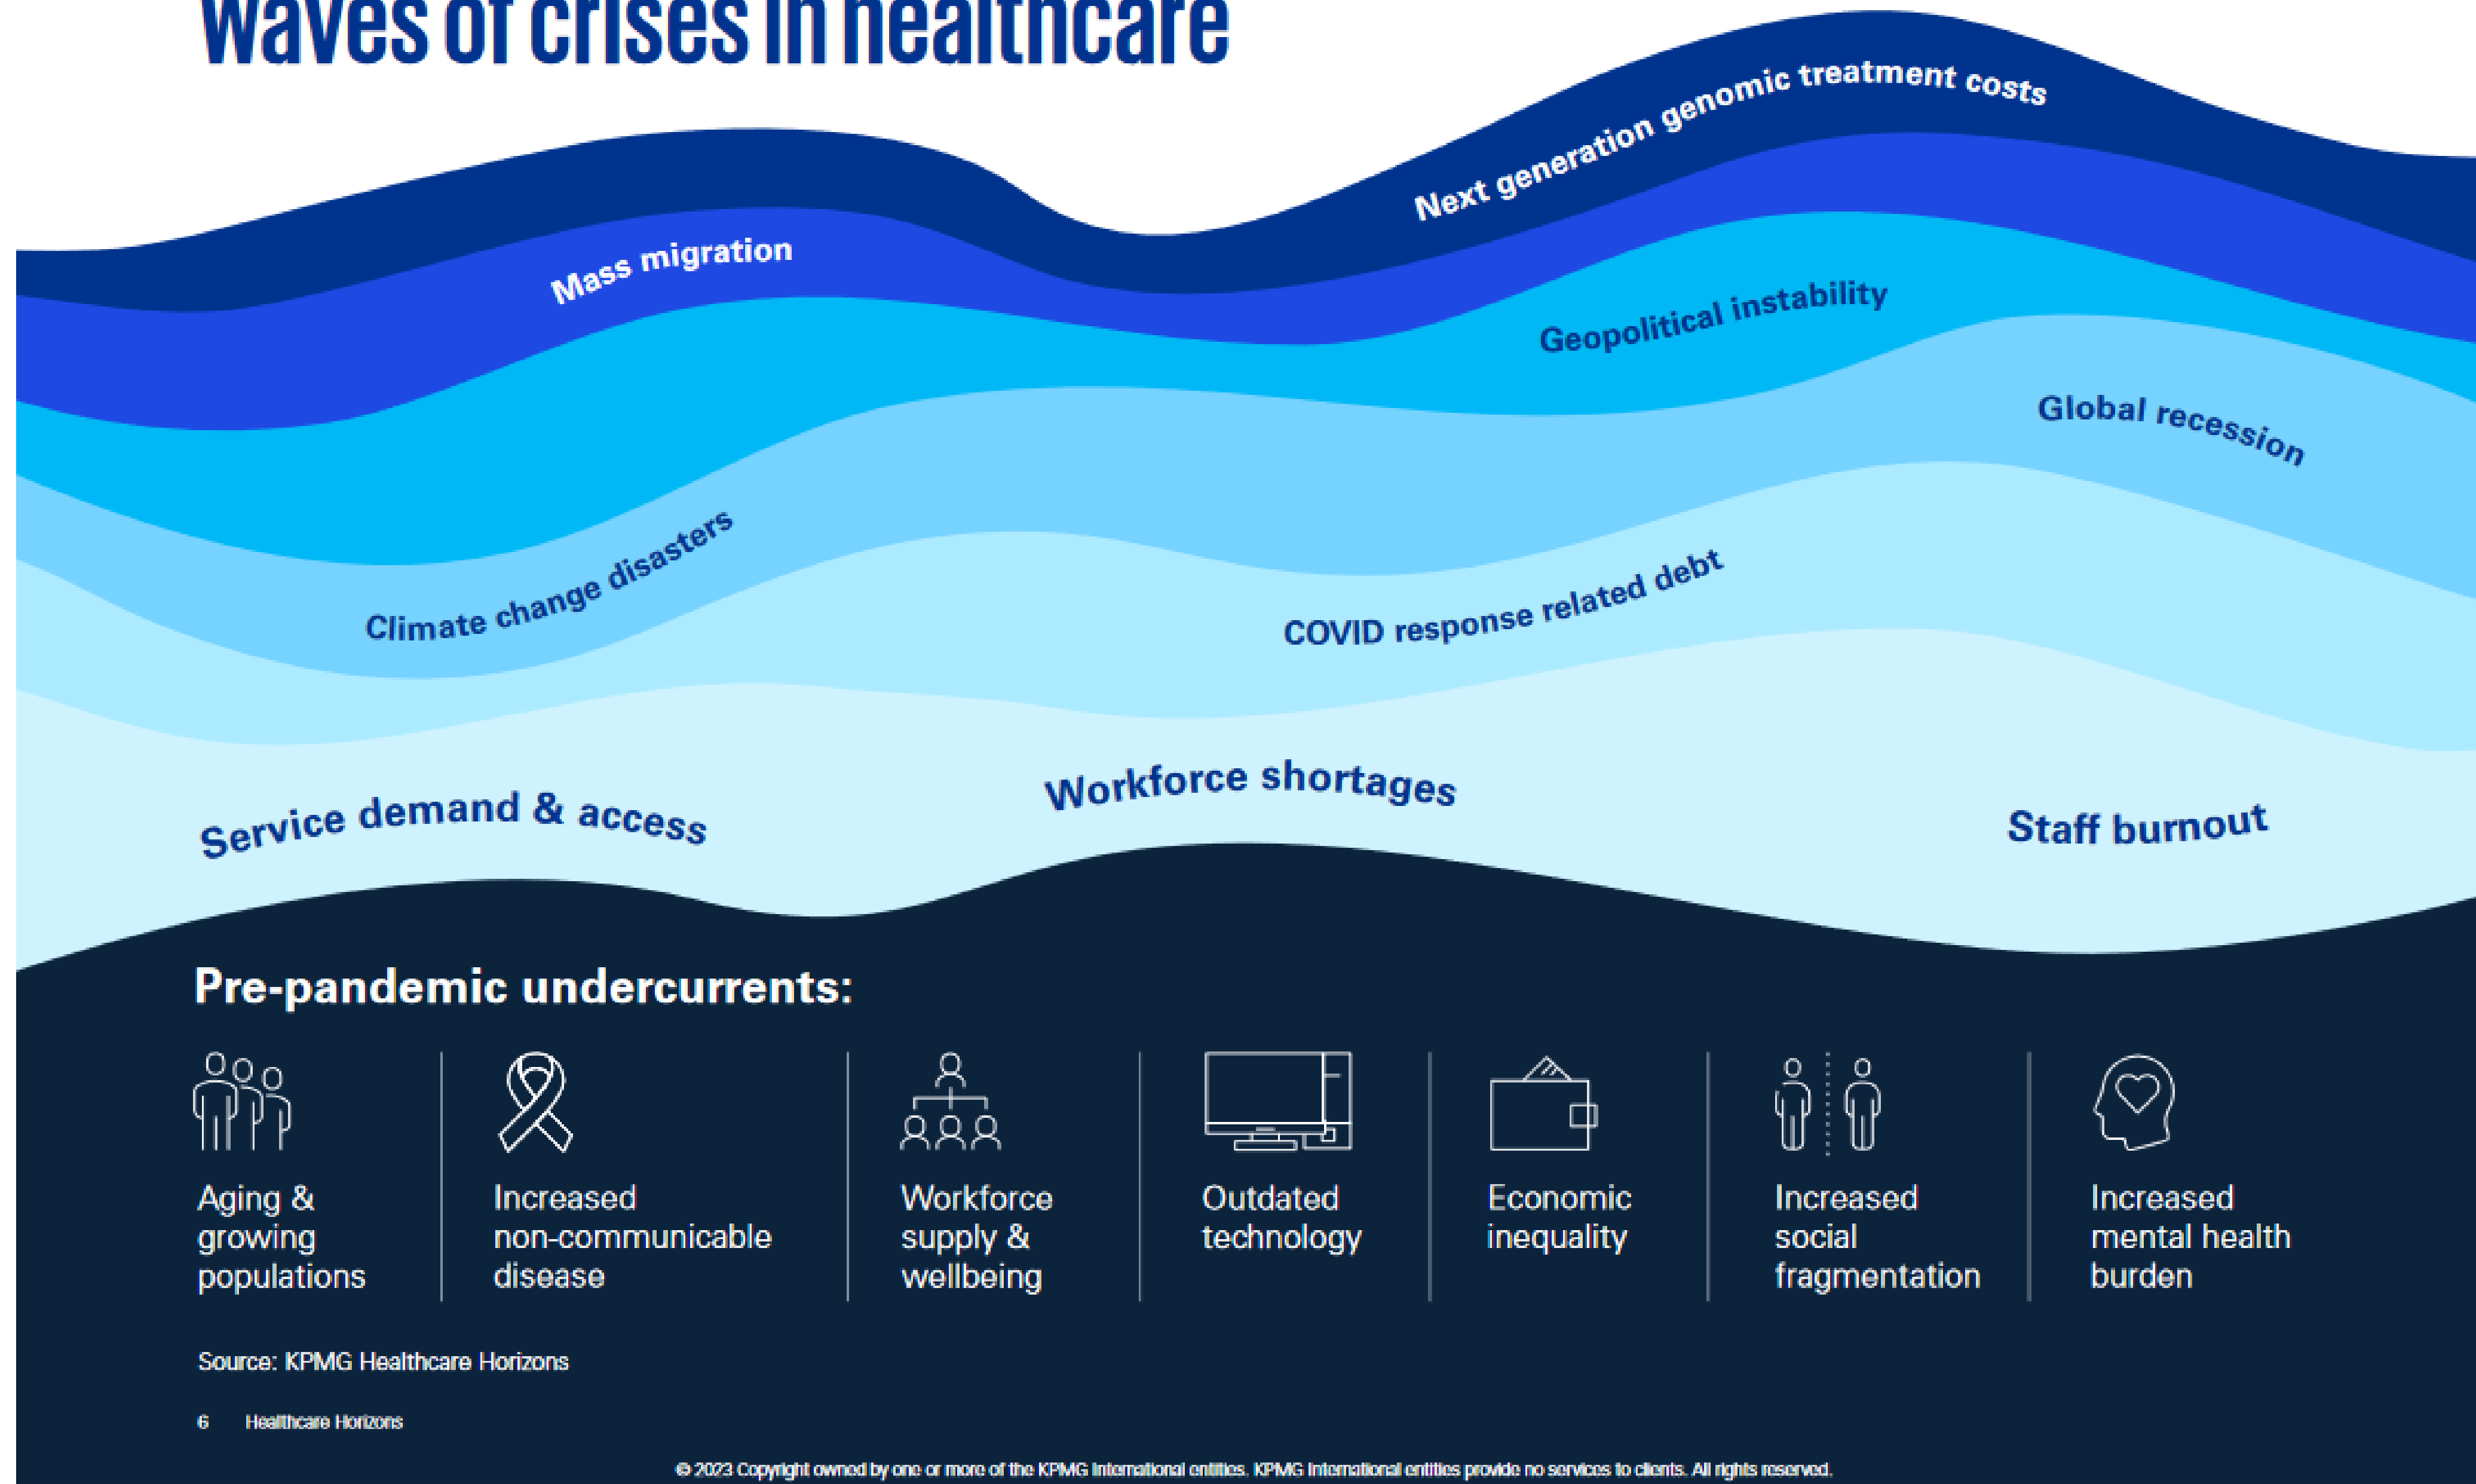 Waves of crises in healthcare
Next generation genomic treatment costs
Mass migration
Geopolitical instability
Global recession
Climate change disasters
COVID response related debt
Service demand & access
Workforce shortages
Staff burnout
Pre-pandemic undercurrents:
Aging &
growing
populations
Increased
non-communicable
disease
Workforce
supply &
wellbeing
Outdated
technology
Economic
inequality
Increased
social
fragmentation
Increased
mental health
burden
Source: KPMG Healthcare Horizons
6 Healthcare Horizons
© 2023 Copyright owned by one or more of the KPMG International entities. KPMG International entities provide no services to clients. All rights reserved.